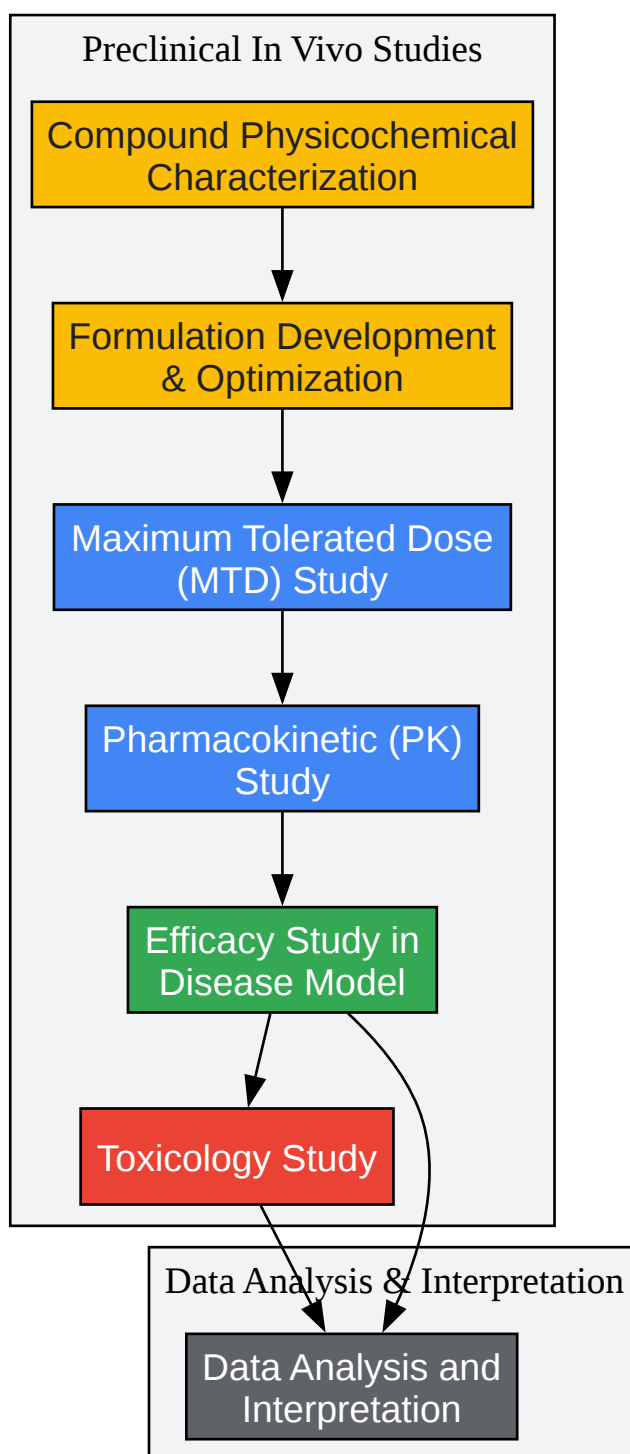 Preclinical In Vivo Studies
Compound Physicochemical
Characterization
Formulation Development
& Optimization
Maximum Tolerated Dose
(MTD) Study
Pharmacokinetic (PK)
Study
Efficacy Study in
Disease Model
Toxicology Study
Data Analysis & Interpretation
Data Analysis and
Interpretation